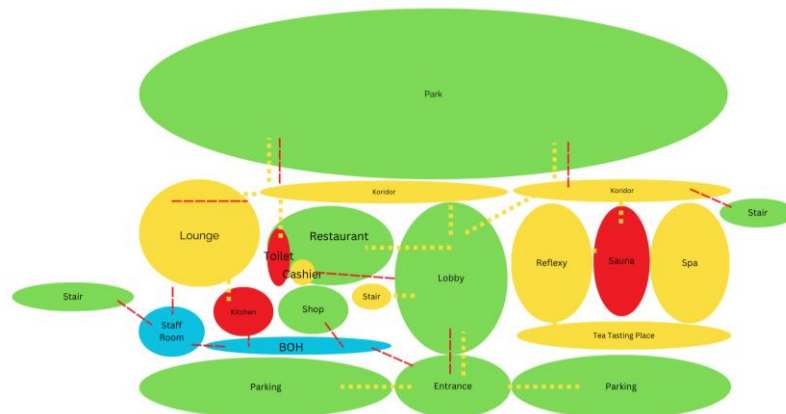 Park
Koridor
Koridor
Stair
Lounge
Restaurant
Toilet
Cashier
Lobby
Reflexy
Sauna
Spa
Stair
Stair
Kitchen
Shop
Staff
Room
BOH
Tea Tasting Place
Parking
Entrance
Parking